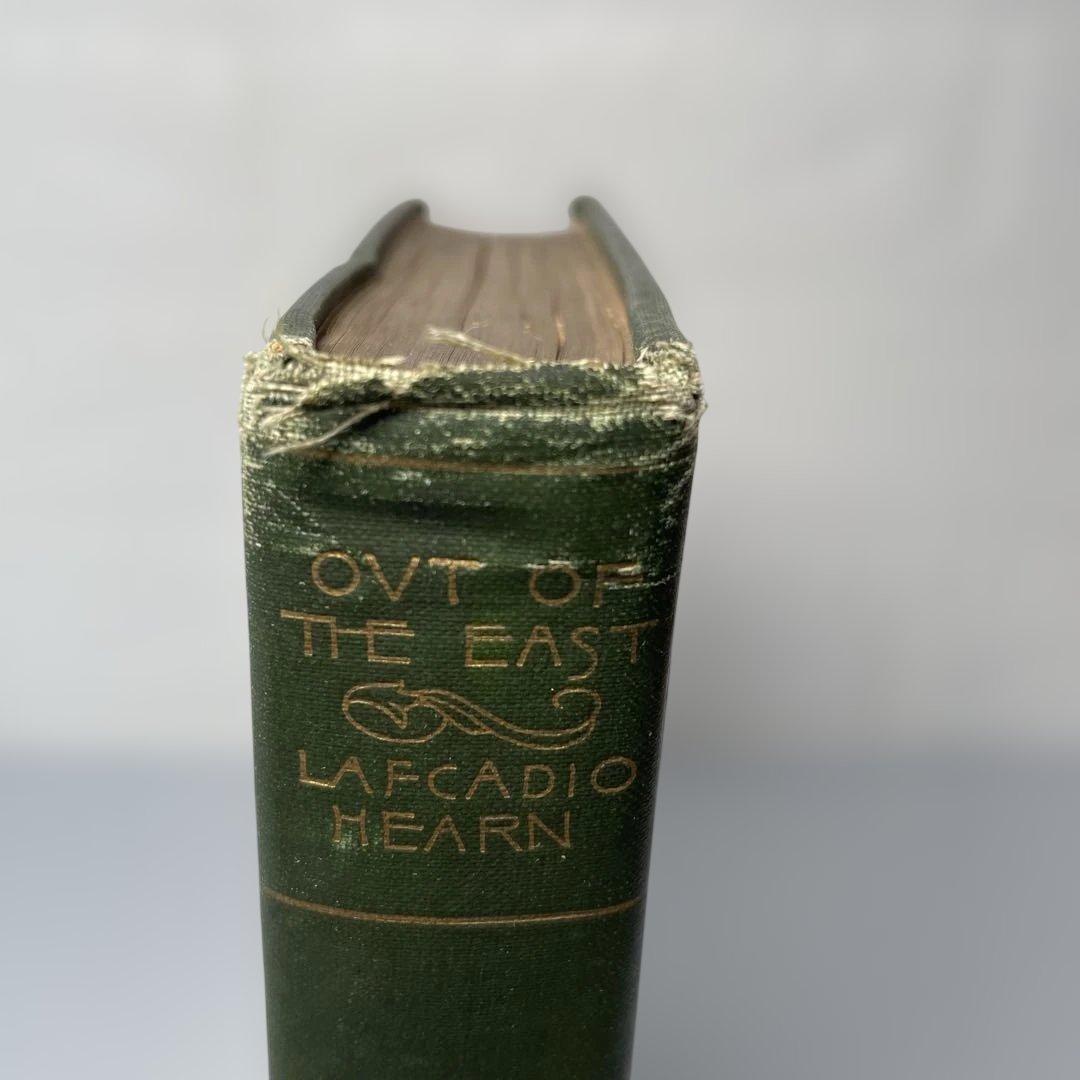 OVT OF
THE EAST
LAFCADIO
HEARN